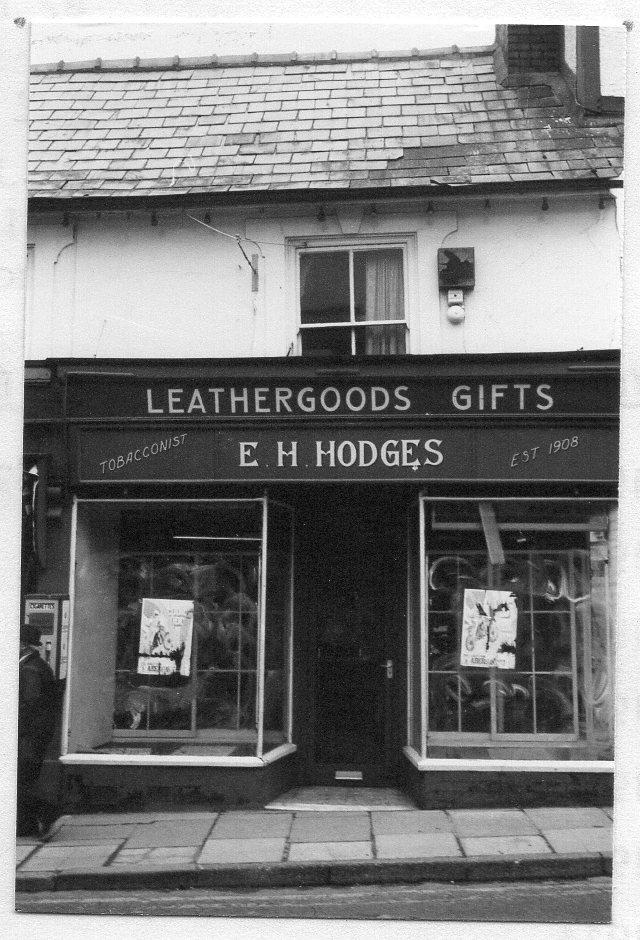 LEATHERGOODS GIFTS
TOBACCONIST
E. H. HODGES
EST 1908
CIGARETTES